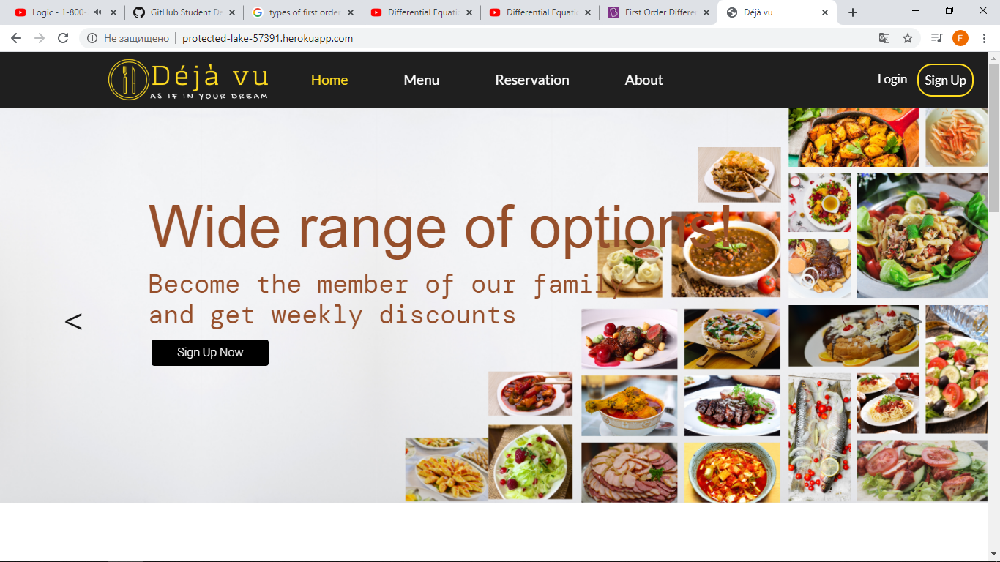 Logic - 1-800-
GitHub Student De
types of first order
Differential Equati
Differential Equati
First Order Differe
Déjà vu
Не защищено
protected-lake-57391.herokuapp.com
F
Déjà vu
AS IF IN YOUR DREAM
Home
Menu
Reservation
About
Login
Sign Up
Wide range of options!
Become the member of our family
and get weekly discounts
<
>
Sign Up Now